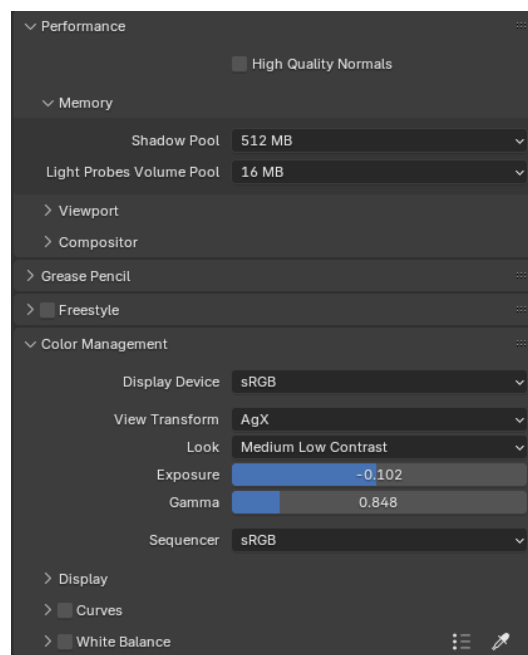 Performance
High Quality Normals
Memory
Shadow Pool 512 MB
Light Probes Volume Pool 16 MB
Viewport
Compositor
Grease Pencil
Freestyle
Color Management
Display Device sRGB
View Transform AgX
Look Medium Low Contrast
Exposure -0.102
Gamma 0.848
Sequencer sRGB
Display
Curves
White Balance